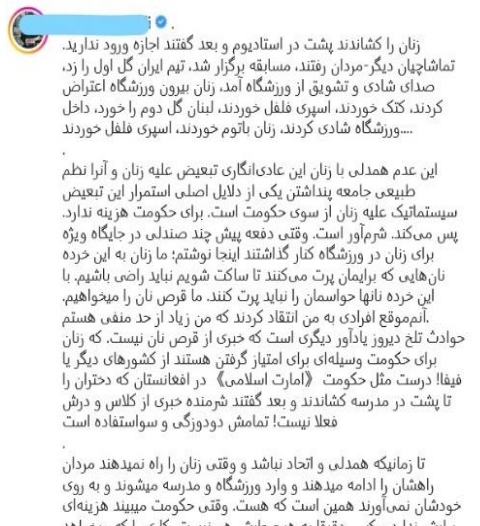 .
زنان را کشاندند پشت در استادیوم و بعد گفتند اجازه ورود ندارید.
تماشاچیان دیگر-مردان رفتند، مسابقه برگزار شد، تیم ایران گل اول را زد،
صدای شادی و تشویق از ورزشگاه آمد، زنان بیرون ورزشگاه اعتراض
کردند، کتک خوردند، اسپری فلفل خوردند، لبنان گل دوم را خورد، داخل
ورزشگاه شادی کردند، زنان باتوم خوردند، اسپری فلفل خوردند....
.
این عدم همدلی با زنان این عادی‌انگاری تبعیض علیه زنان و آنرا نظم
طبیعی جامعه پنداشتن یکی از دلایل اصلی استمرار این تبعیض
سیستماتیک علیه زنان از سوی حکومت است. برای حکومت هزینه ندارد.
پس می‌کند. شرم‌آور است. وقتی دفعه پیش چند صندلی در جایگاه ویژه
برای زنان در ورزشگاه کنار گذاشتند اینجا نوشتم؛ ما زنان به این خرده
نان‌هایی که برایمان پرت می‌کنند تا ساکت شویم نباید راضی باشیم. با
این خرده نانها حواسمان را نباید پرت کنند. ما قرص نان را میخواهیم.
آنموقع افرادی به من انتقاد کردند که من زیاد از حد منفی هستم.
حوادث تلخ دیروز یادآور دیگری است که خبری از قرص نان نیست. که زنان
برای حکومت وسیله‌ای برای امتیاز گرفتن هستند از کشورهای دیگر یا
فیفا! درست مثل حکومت 《امارت اسلامی》 در افغانستان که دختران را
تا پشت در مدرسه کشاندند و بعد گفتند شرمنده خبری از کلاس و درش
فعلا نیست! تمامش دودوزگی و سواستفاده است
.
تا زمانیکه همدلی و اتحاد نباشد و وقتی زنان را راه نمیدهند مردان
راهشان را ادامه میدهند و وارد ورزشگاه و مدرسه میشوند و به روی
خودشان نمی‌آورند همین است که هست. وقتی حکومت میبیند هزینه‌ای